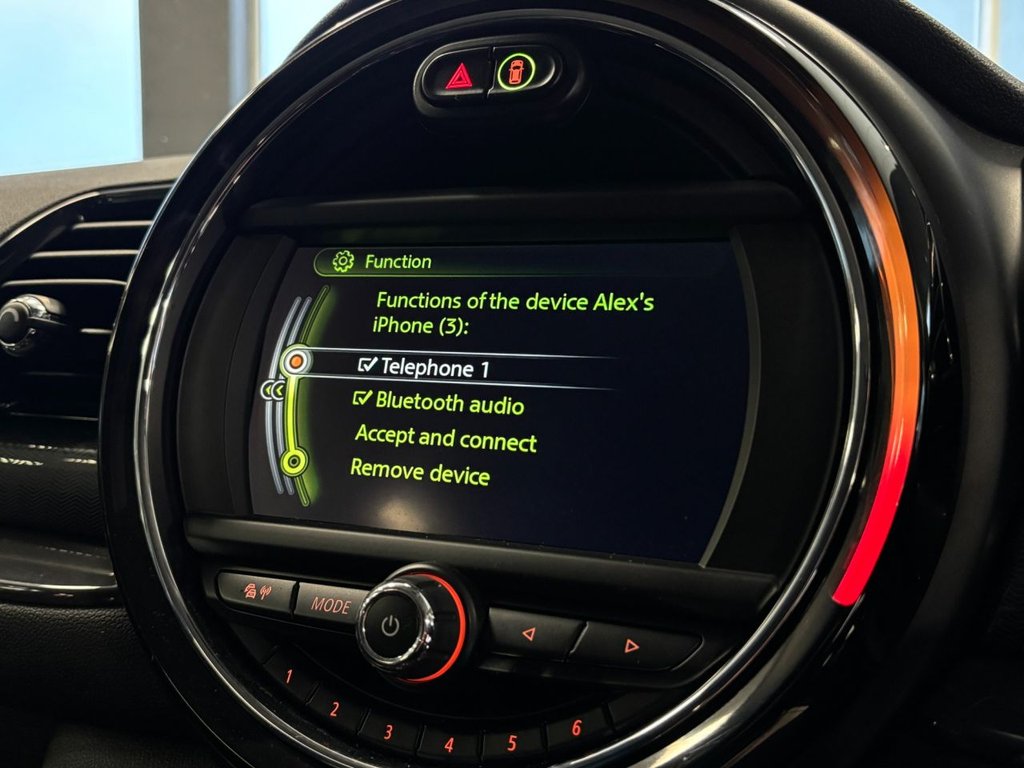 Function
Functions of the device Alex's
iPhone (3):
Telephone 1
Bluetooth audio
Accept and connect
Remove device
MODE
1 2 3 4 5 6